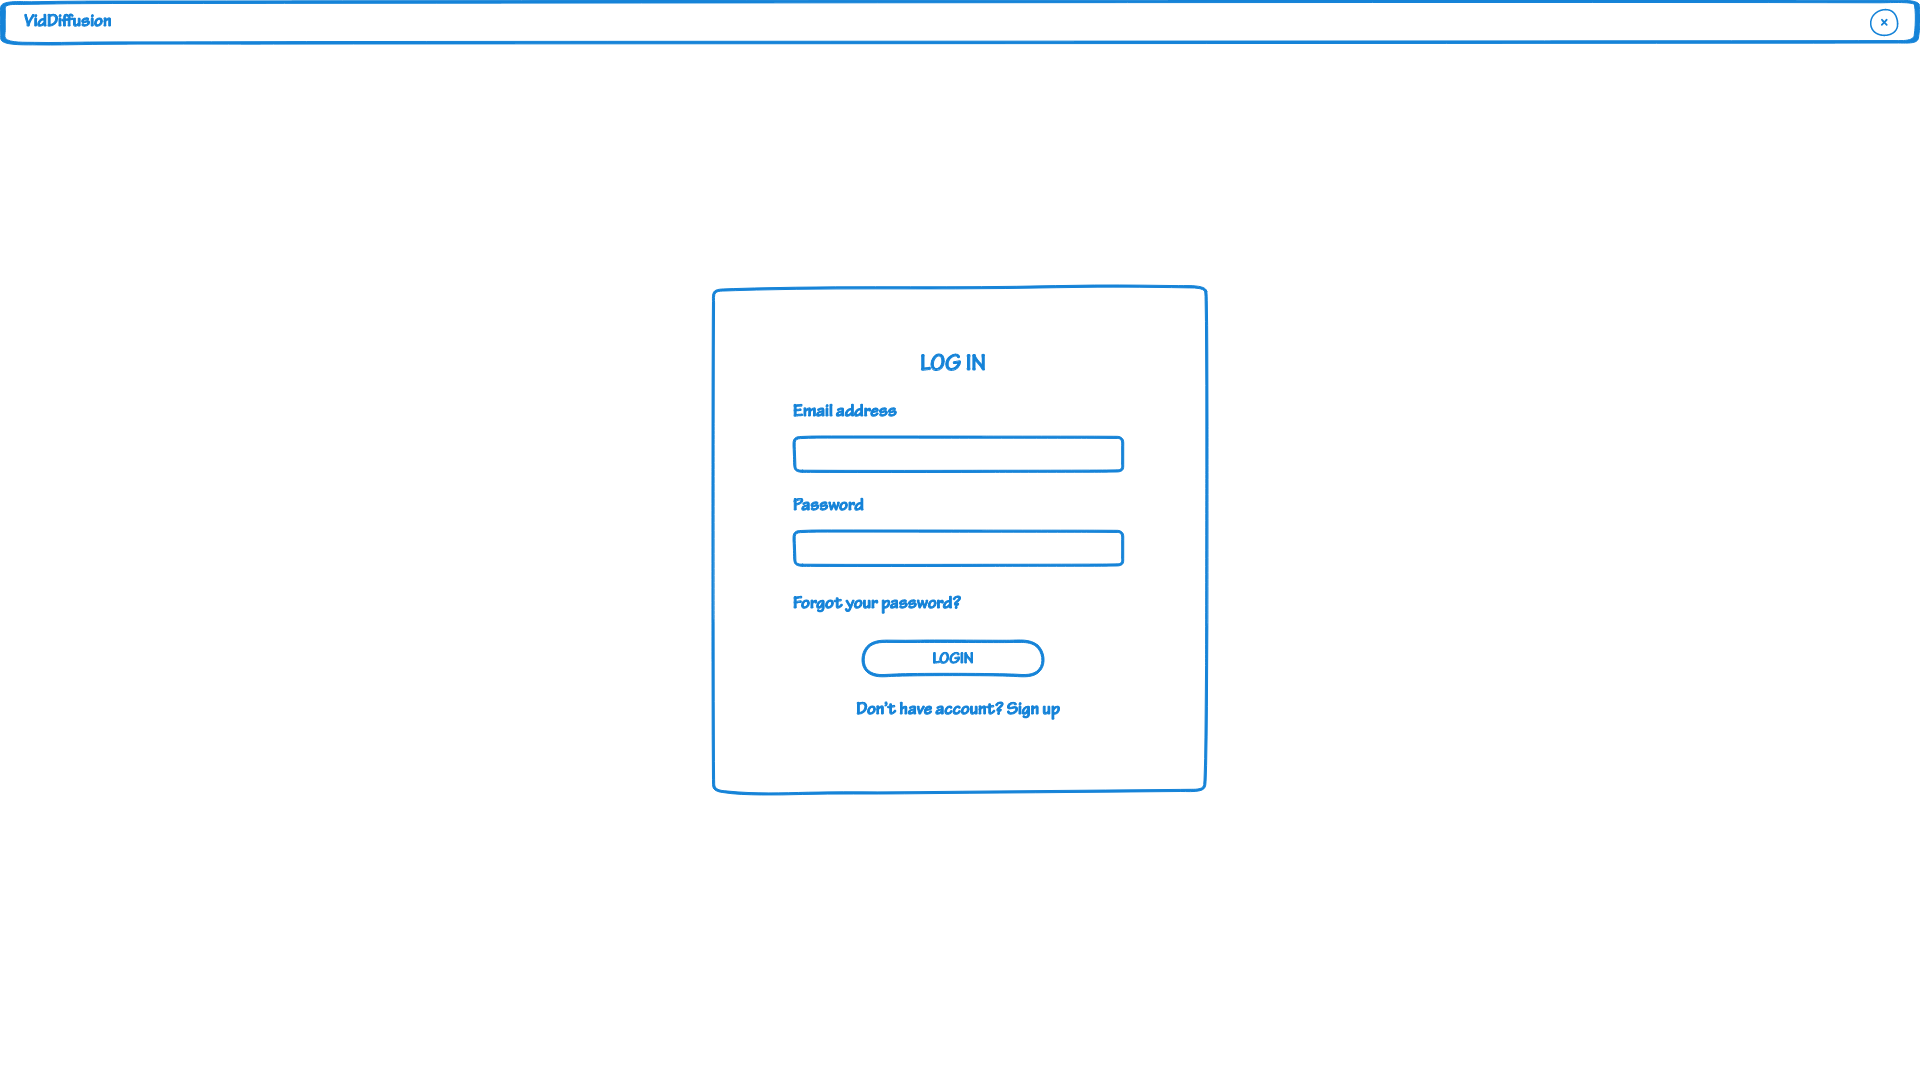 VidDiffusion
×
LOG IN
Email address
Password
Forgot your password?
LOGIN
Don't have account? Sign up